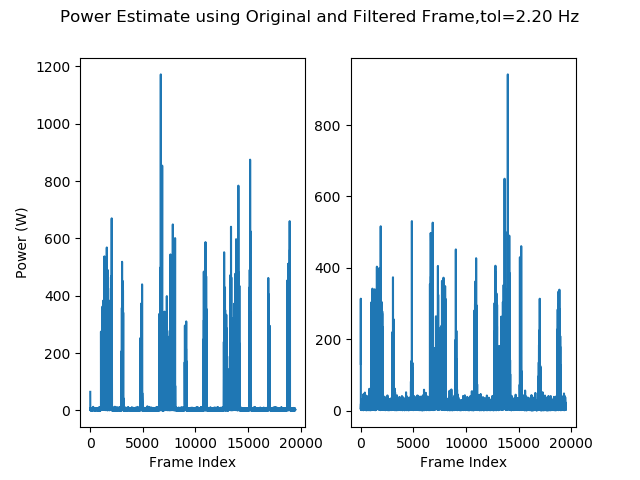 Power Estimate using Original and Filtered Frame,tol=2.20 Hz
Power (W)
1200
1000
800
600
400
200
0
0 5000 10000 15000 20000
Frame Index
800
600
400
200
0
0 5000 10000 15000 20000
Frame Index